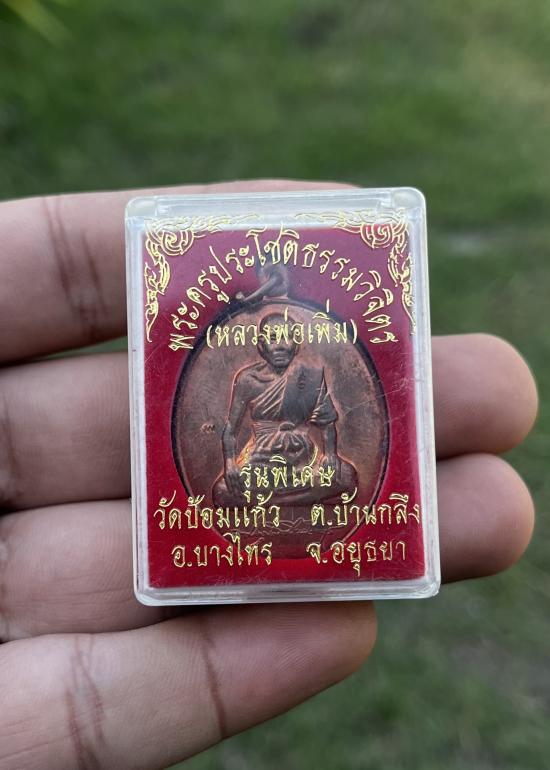 พระครูประโชติธรรมวิจิตร
(หลวงพ่อเพิ่ม)
รุ่นพิเศษ
วัดป้อมแก้ว ต.บ้านกลึง
อ.บางไทร จ.อยุธยา